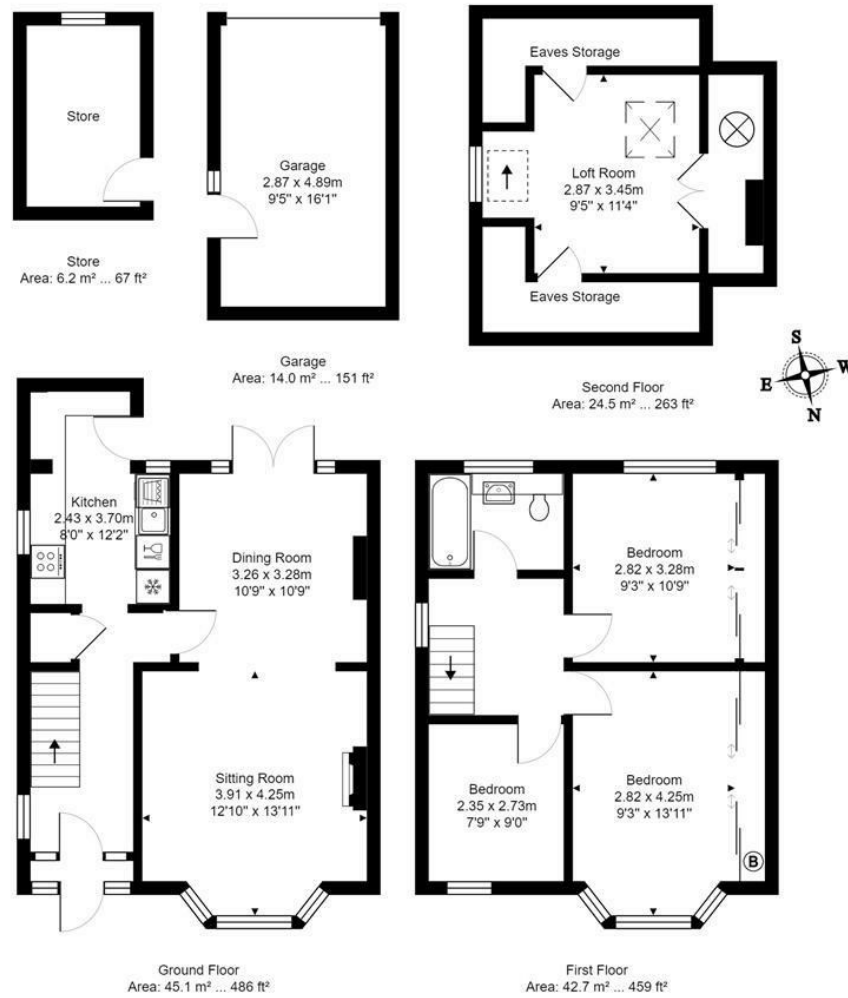 Store
Store
Area: 6.2 m² ... 67 ft²
Garage
2.87 x 4.89m
9'5" x 16'1"
Garage
Area: 14.0 m² ... 151 ft²
Eaves Storage
Loft Room
2.87 x 3.45m
9'5" x 11'4"
Eaves Storage
Second Floor
Area: 24.5 m² ... 263 ft²
S
E
W
N
Kitchen
2.43 x 3.70m
8'0" x 12'2"
Dining Room
3.26 x 3.28m
10'9" x 10'9"
Sitting Room
3.91 x 4.25m
12'10" x 13'11"
Ground Floor
Area: 45.1 m² ... 486 ft²
Bedroom
2.82 x 3.28m
9'3" x 10'9"
Bedroom
2.35 x 2.73m
7'9" x 9'0"
Bedroom
2.82 x 4.25m
9'3" x 13'11"
B
First Floor
Area: 42.7 m² ... 459 ft²